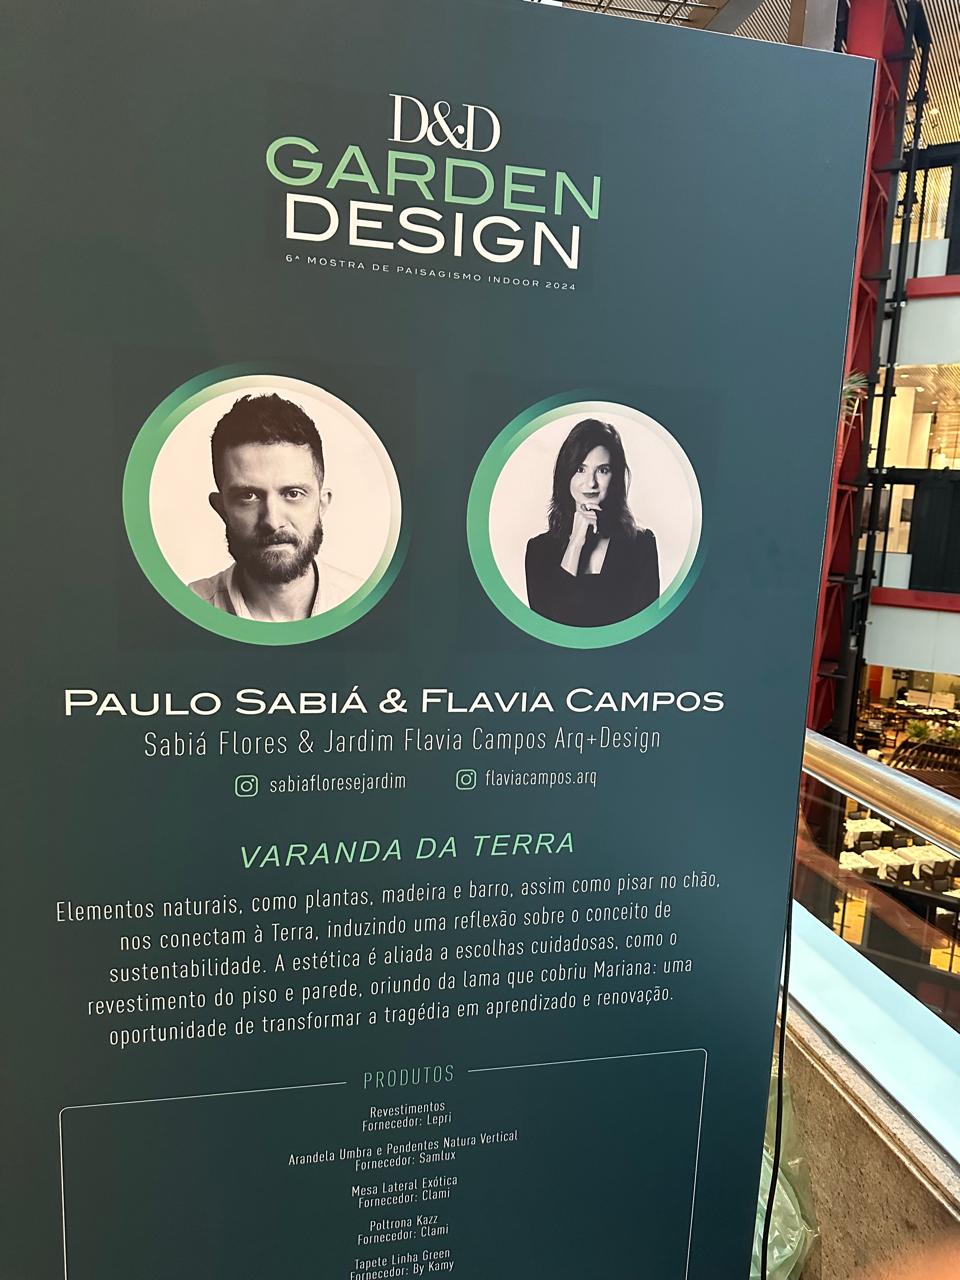 D&D
GARDEN
DESIGN
6ª MOSTRA DE PAISAGISMO INDOOR 2024
PAULO SABIÁ & FLAVIA CAMPOS
Sabiá Flores & Jardim Flavia Campos Arq+Design
sabiafloresejardim flaviacampos.arq
VARANDA DA TERRA
Elementos naturais, como plantas, madeira e barro, assim como pisar no chão,
nos conectam à Terra, induzindo uma reflexão sobre o conceito de
sustentabilidade. A estética é aliada a escolhas cuidadosas, como o
revestimento do piso e parede, oriundo da lama que cobriu Mariana: uma
oportunidade de transformar a tragédia em aprendizado e renovação.
PRODUTOS
Revestimentos
Fornecedor: Lepri
Arandela Umbra e Pendentes Natura Vertical
Fornecedor: Samlux
Mesa Lateral Exótica
Fornecedor: Clami
Poltrona Kazz
Fornecedor: Clami
Tapete Linha Green
Fornecedor: By Kamy